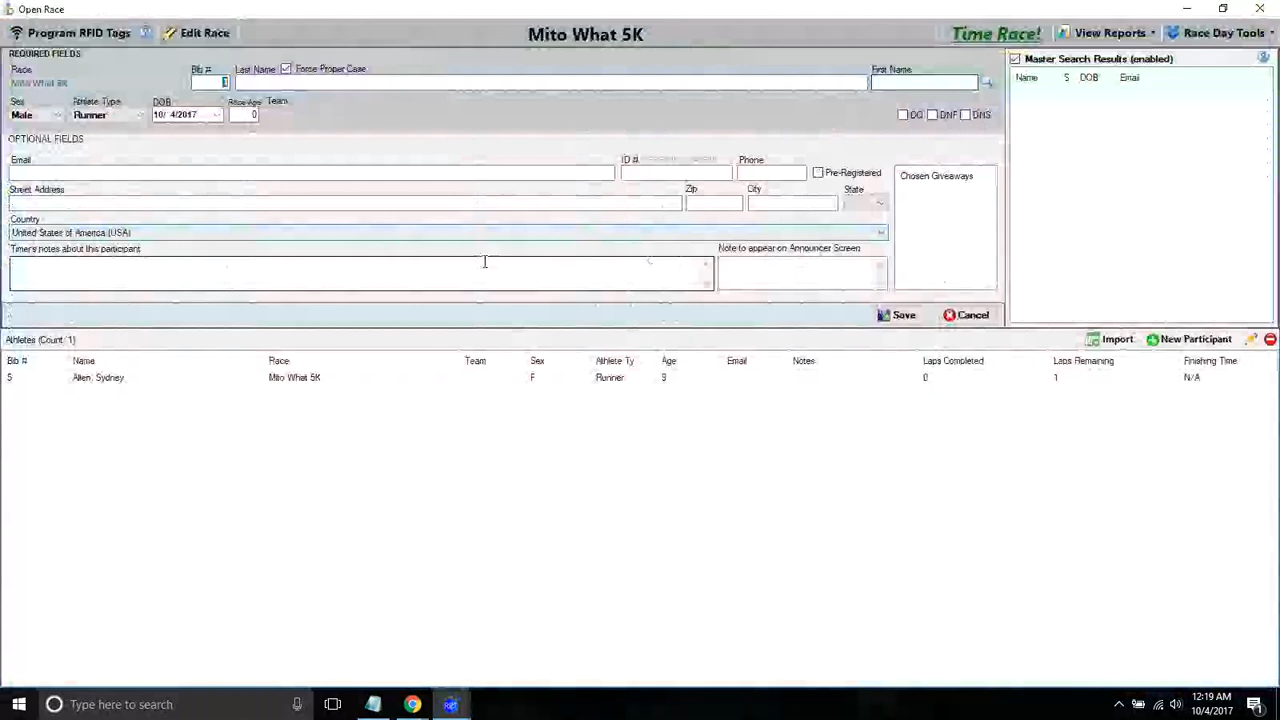 Open Race
Program RFID Tags Edit Race Mito What 5K Time Race! View Reports Race Day Tools
REQUIRED FIELDS
Race Bib # Last Name Force Proper Case First Name
Mito What 5K
Sex Athlete Type DOB Race Age Team
Male Runner 10/ 4/2017 0 DQ DNF DNS
OPTIONAL FIELDS
Email ID # Phone
Pre-Registered
Street Address Zip City State
Country
United States of America (USA)
Timer's notes about this participant Note to appear on Announcer Screen
Chosen Giveaways
Save Cancel
Master Search Results (enabled)
Name S DOB Email
Athletes (Count: 1) Import New Participant
Bib # Name Race Team Sex Athlete Ty Age Email Notes Laps Completed Laps Remaining Finishing Time
5 Allen, Sydney Mito What 5K F Runner 9 0 1 N/A
Type here to search
12:19 AM
10/4/2017